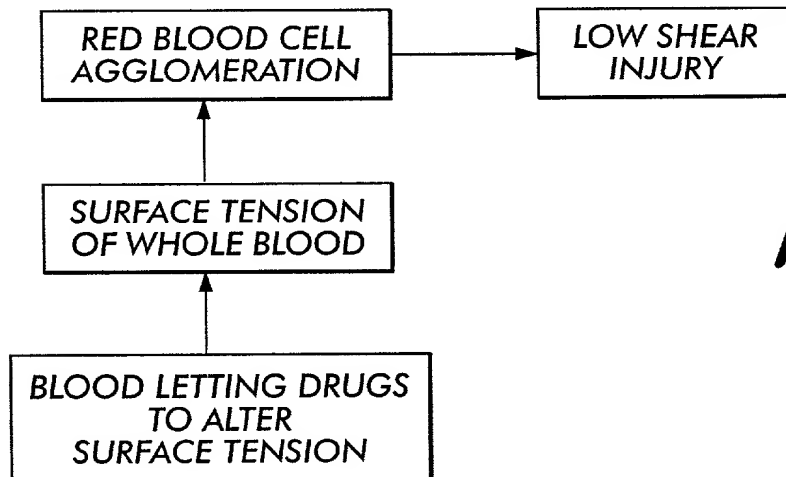 RED BLOOD CELL
AGGLOMERATION
LOW SHEAR
INJURY
SURFACE TENSION
OF WHOLE BLOOD
BLOOD LETTING DRUGS
TO ALTER
SURFACE TENSION